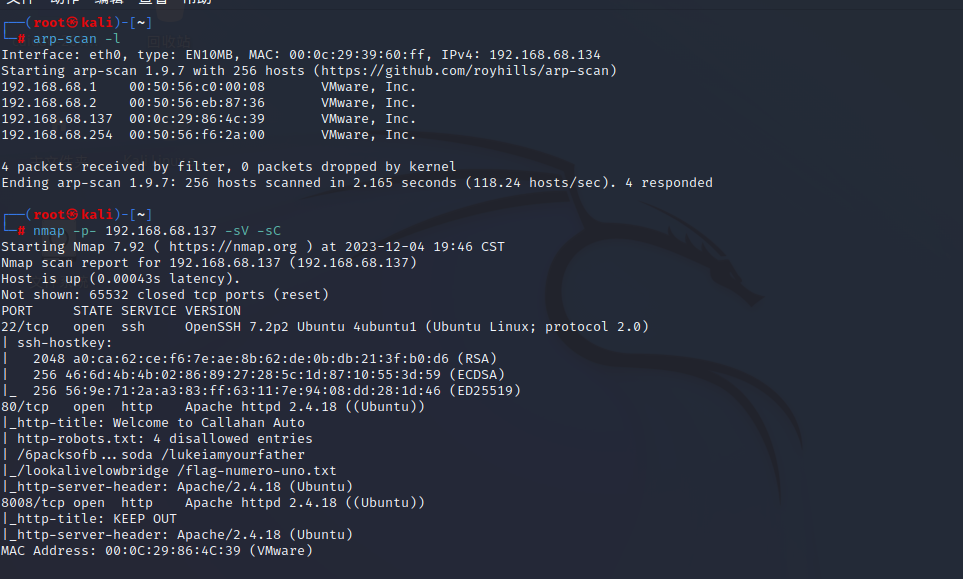 文件 动作 编辑 查看 帮助
┌──(root㉿kali)-[~]
└─# arp-scan -l
Interface: eth0, type: EN10MB, MAC: 00:0c:29:39:60:ff, IPv4: 192.168.68.134
Starting arp-scan 1.9.7 with 256 hosts (https://github.com/royhills/arp-scan)
192.168.68.1    00:50:56:c0:00:08       VMware, Inc.
192.168.68.2    00:50:56:eb:87:36       VMware, Inc.
192.168.68.137  00:0c:29:86:4c:39       VMware, Inc.
192.168.68.254  00:50:56:f6:2a:00       VMware, Inc.
4 packets received by filter, 0 packets dropped by kernel
Ending arp-scan 1.9.7: 256 hosts scanned in 2.165 seconds (118.24 hosts/sec). 4 responded
┌──(root㉿kali)-[~]
└─# nmap -p- 192.168.68.137 -sV -sC
Starting Nmap 7.92 ( https://nmap.org ) at 2023-12-04 19:46 CST
Nmap scan report for 192.168.68.137 (192.168.68.137)
Host is up (0.00043s latency).
Not shown: 65532 closed tcp ports (reset)
PORT     STATE SERVICE VERSION
22/tcp   open  ssh     OpenSSH 7.2p2 Ubuntu 4ubuntu1 (Ubuntu Linux; protocol 2.0)
| ssh-hostkey:
|   2048 a0:ca:62:ce:f6:7e:ae:8b:62:de:0b:db:21:3f:b0:d6 (RSA)
|   256 46:6d:4b:4b:02:86:89:27:28:5c:1d:87:10:55:3d:59 (ECDSA)
|_  256 56:9e:71:2a:a3:83:ff:63:11:7e:94:08:dd:28:1d:46 (ED25519)
80/tcp   open  http    Apache httpd 2.4.18 ((Ubuntu))
|_http-title: Welcome to Callahan Auto
| http-robots.txt: 4 disallowed entries
| /6packsofb...soda /lukeiamyourfather
|_/lookalivelowbridge /flag-numero-uno.txt
|_http-server-header: Apache/2.4.18 (Ubuntu)
8008/tcp open  http    Apache httpd 2.4.18 ((Ubuntu))
|_http-title: KEEP OUT
|_http-server-header: Apache/2.4.18 (Ubuntu)
MAC Address: 00:0C:29:86:4C:39 (VMware)